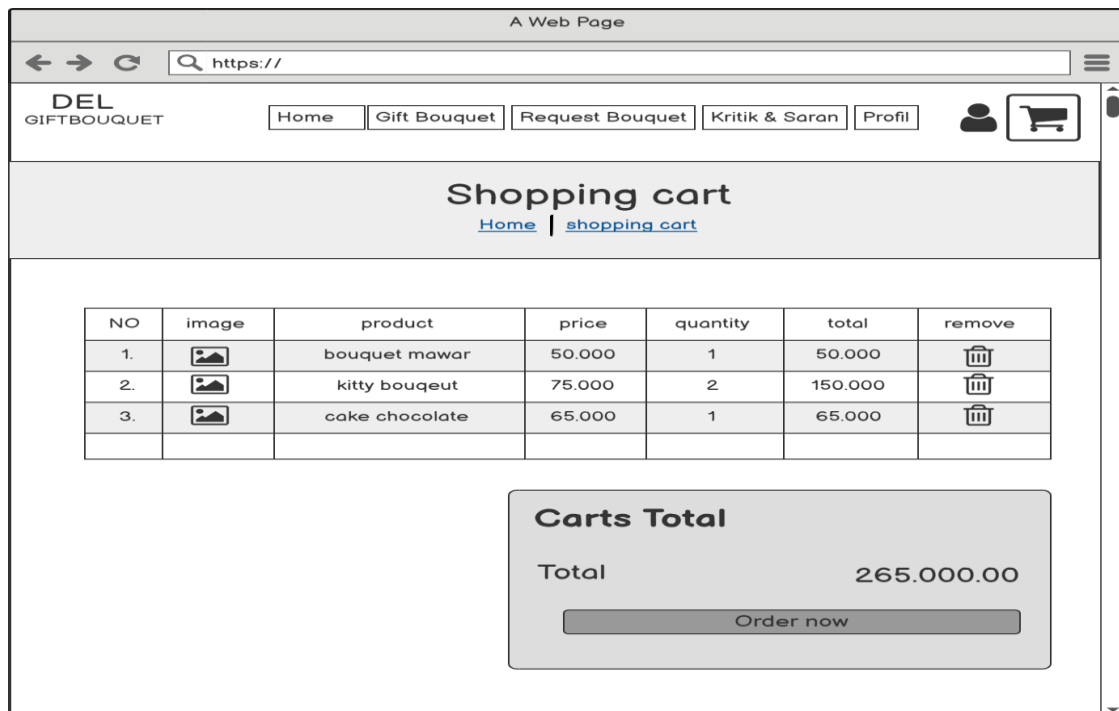 A Web Page
https://
DEL
GIFTBOUQUET
Home Gift Bouquet Request Bouquet Kritik & Saran Profil
Shopping cart
Home shopping cart
NO image product price quantity total remove
1. bouquet mawar 50.000 1 50.000
2. kitty bouqeut 75.000 2 150.000
3. cake chocolate 65.000 1 65.000
Carts Total
Total 265.000.00
Order now